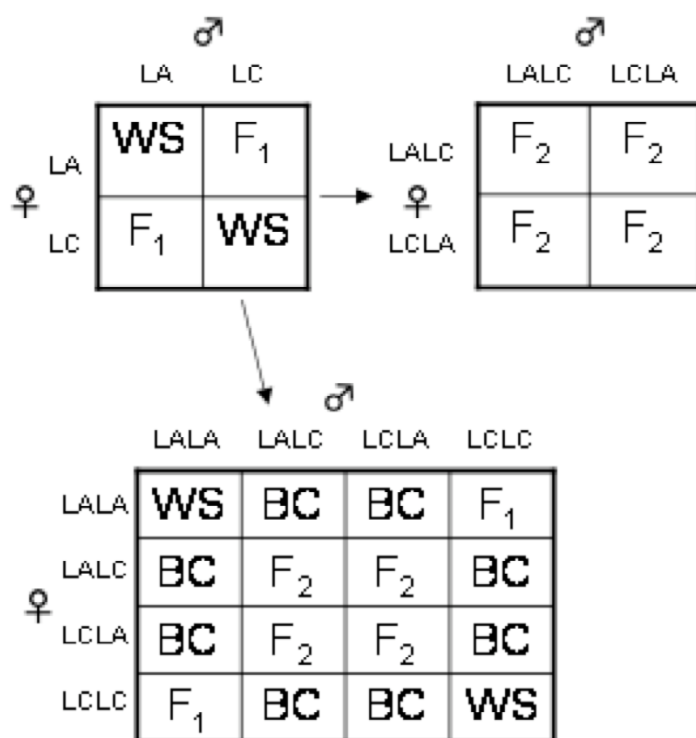 ♂
LA LC
♀
LA WS F₁
LC F₁ WS
♂
LALC LCLA
♀
LALC F₂ F₂
LCLA F₂ F₂
♂
LALA LALC LCLA LCLC
♀
LALA WS BC BC F₁
LALC BC F₂ F₂ BC
LCLA BC F₂ F₂ BC
LCLC F₁ BC BC WS